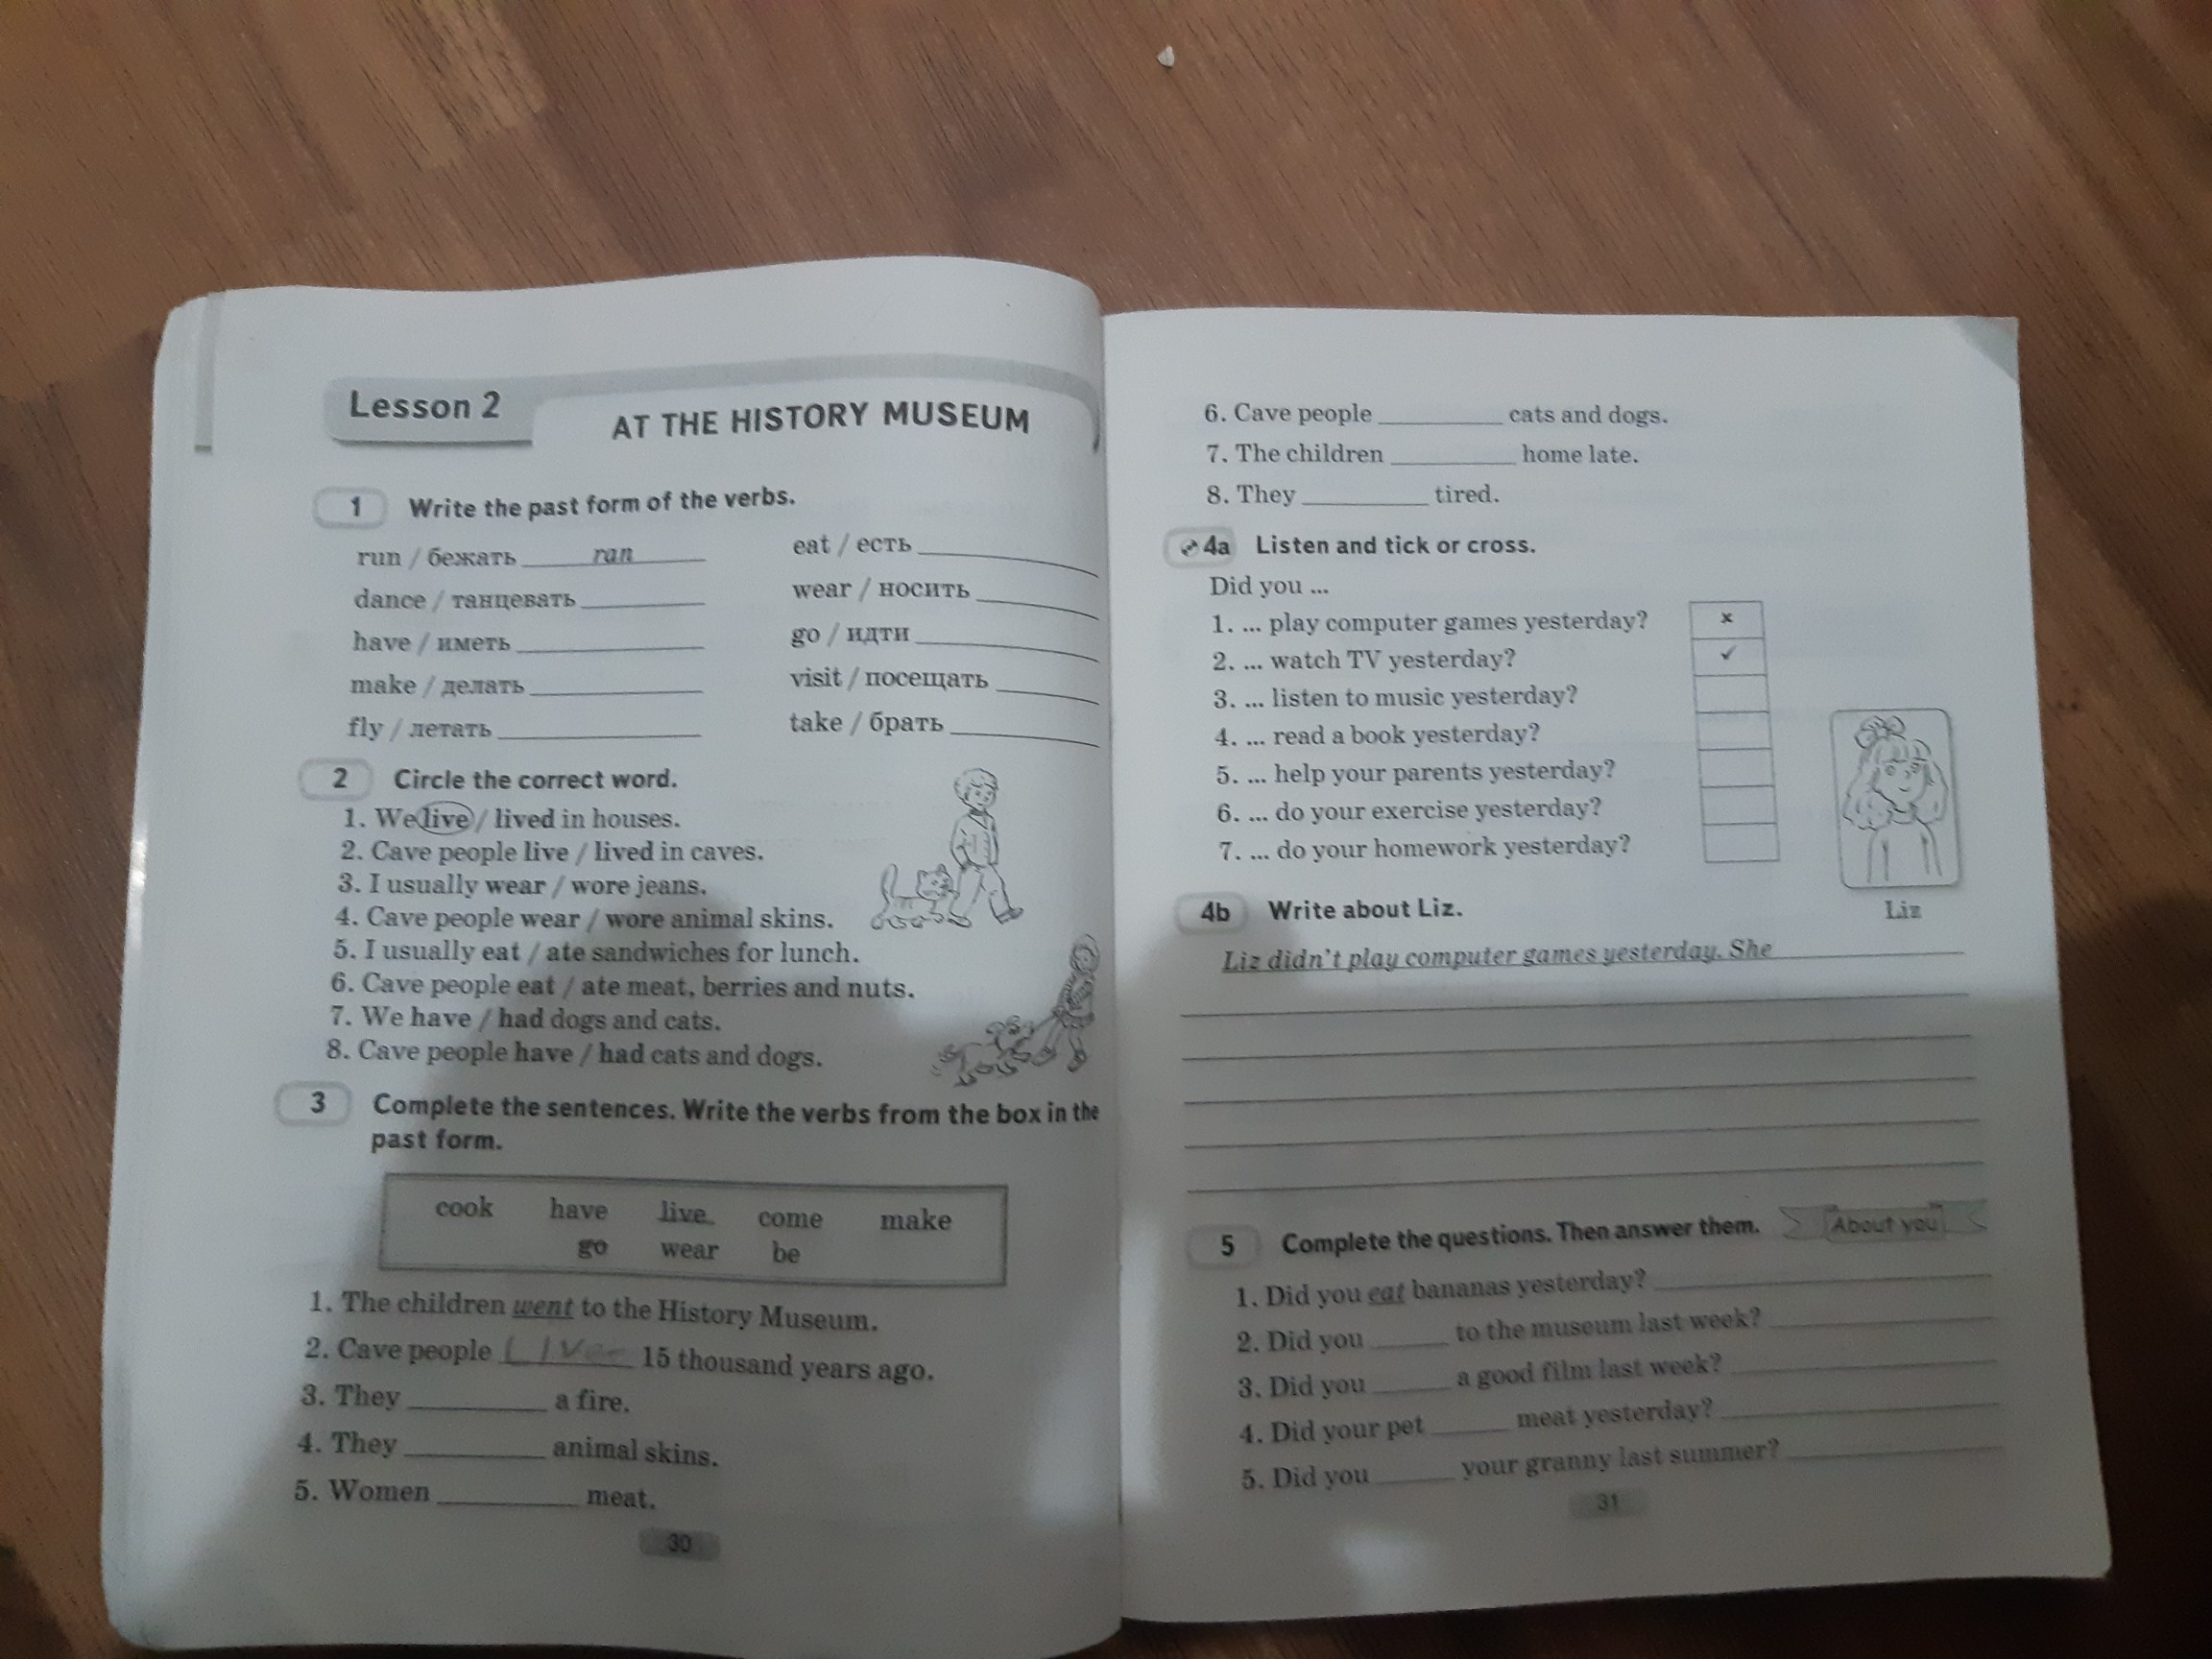 Lesson 2
AT THE HISTORY MUSEUM
1 Write the past form of the verbs.
run / бежать ran
dance / танцевать
have / иметь
make / делать
fly / летать
eat / есть
wear / носить
go / идти
visit / посещать
take / брать
2 Circle the correct word.
1. We live / lived in houses.
2. Cave people live / lived in caves.
3. I usually wear / wore jeans.
4. Cave people wear / wore animal skins.
5. I usually eat / ate sandwiches for lunch.
6. Cave people eat / ate meat, berries and nuts.
7. We have / had dogs and cats.
8. Cave people have / had cats and dogs.
3 Complete the sentences. Write the verbs from the box in the
past form.
cook have live come make
go wear be
1. The children went to the History Museum.
2. Cave people 15 thousand years ago.
3. They a fire.
4. They animal skins.
5. Women meat.
30
6. Cave people cats and dogs.
7. The children home late.
8. They tired.
4a Listen and tick or cross.
Did you ...
1. ... play computer games yesterday? ×
2. ... watch TV yesterday? ✓
3. ... listen to music yesterday?
4. ... read a book yesterday?
5. ... help your parents yesterday?
6. ... do your exercise yesterday?
7. ... do your homework yesterday?
Liz
4b Write about Liz.
Liz didn't play computer games yesterday. She
5 Complete the questions. Then answer them. About you
1. Did you eat bananas yesterday?
2. Did you to the museum last week?
3. Did you a good film last week?
4. Did your pet meat yesterday?
5. Did you your granny last summer?
31